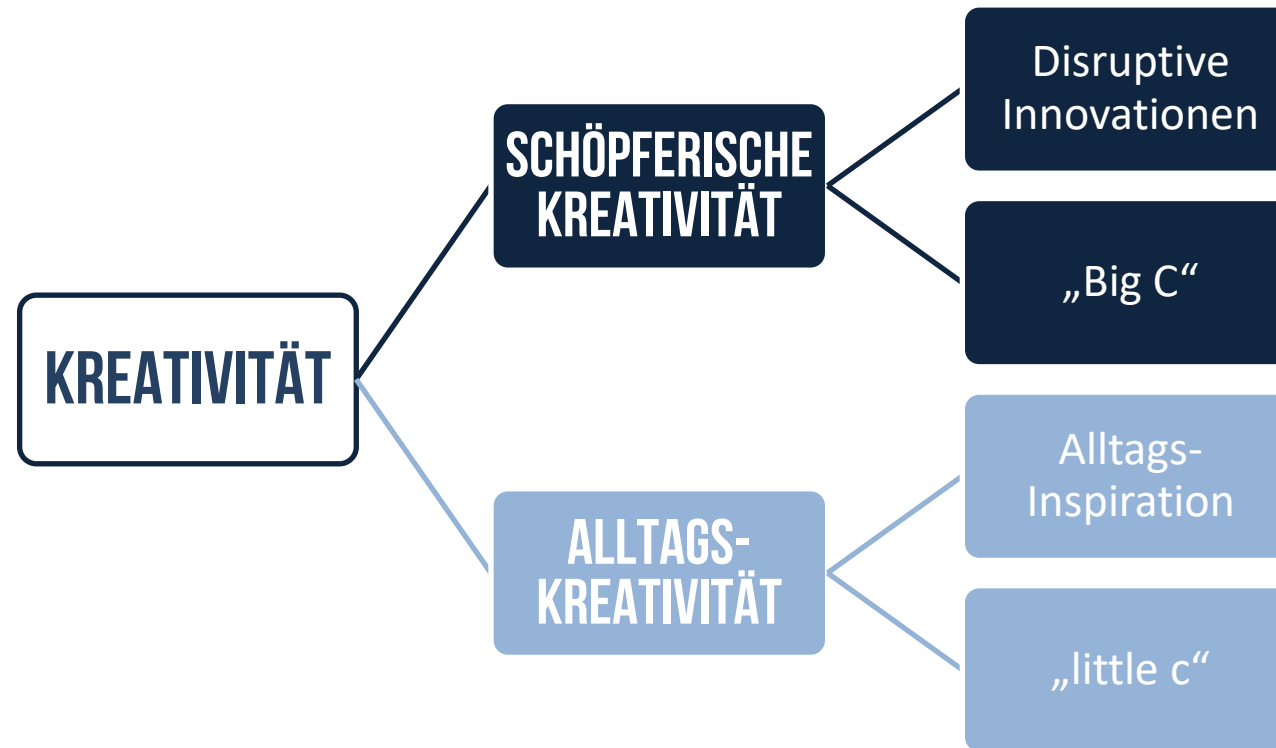 KREATIVITÄT
SCHÖPFERISCHE
KREATIVITÄT
Disruptive
Innovationen
„Big C“
ALLTAGS-
KREATIVITÄT
Alltags-
Inspiration
„little c“